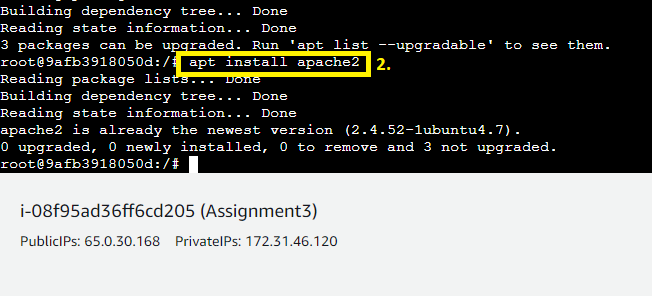 Building dependency tree... Done
Reading state information... Done
3 packages can be upgraded. Run 'apt list --upgradable' to see them.
root@9afb3918050d:/# apt install apache2 2.
Reading package lists... Done
Building dependency tree... Done
Reading state information... Done
apache2 is already the newest version (2.4.52-1ubuntu4.7).
0 upgraded, 0 newly installed, 0 to remove and 3 not upgraded.
root@9afb3918050d:/#
i-08f95ad36ff6cd205 (Assignment3)
PublicIPs: 65.0.30.168 PrivateIPs: 172.31.46.120